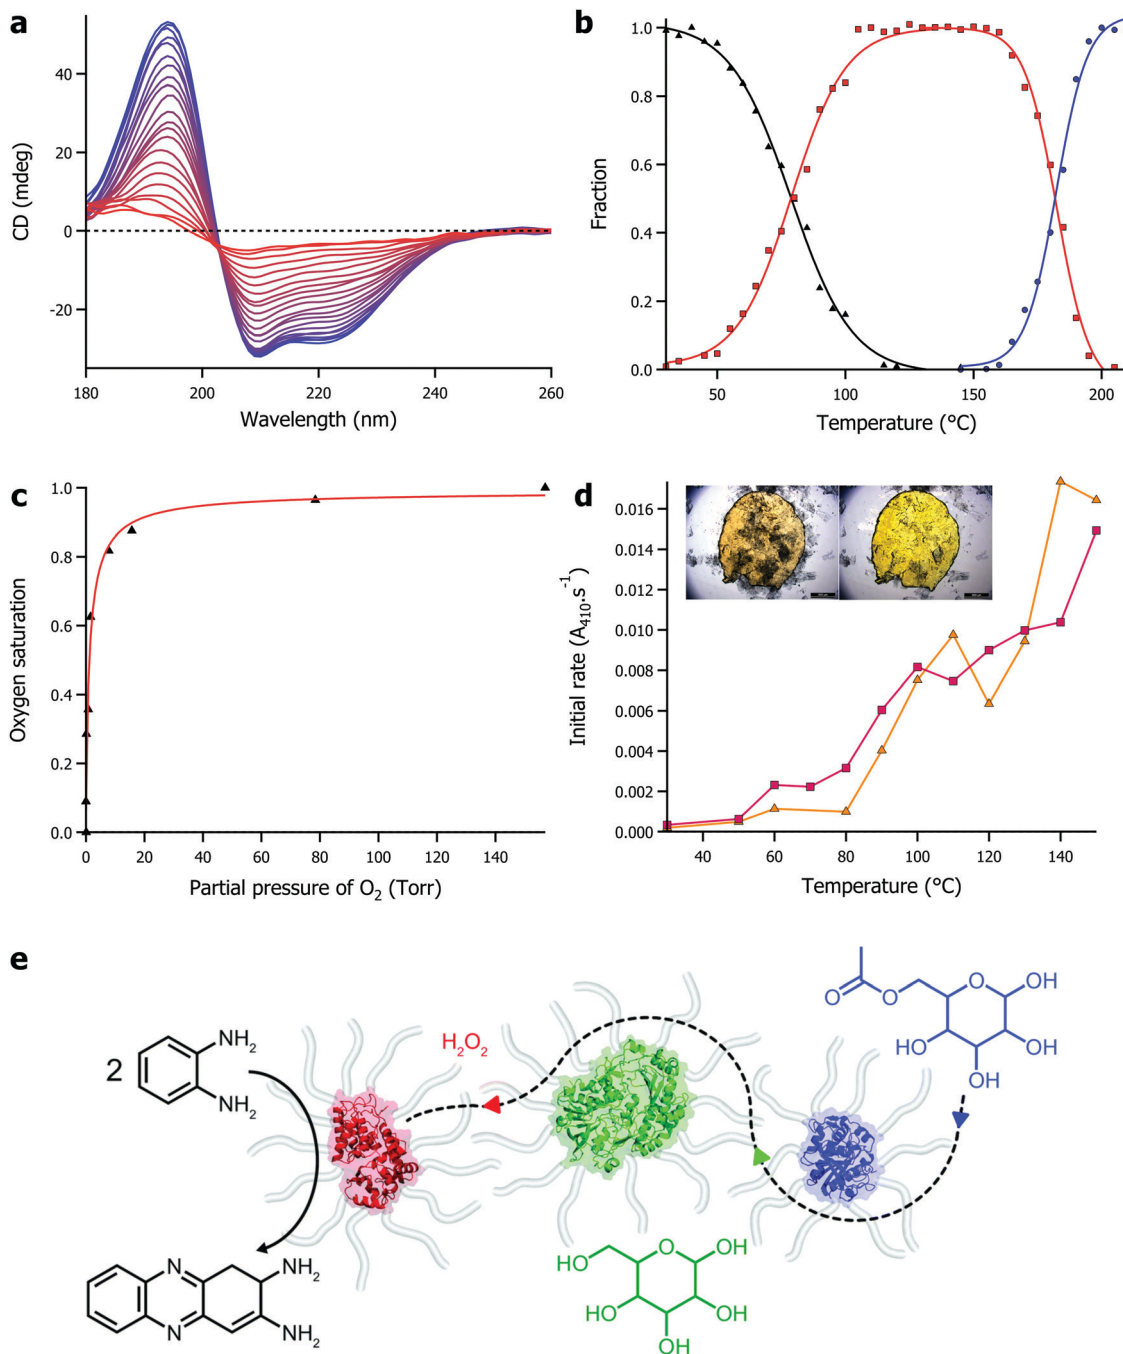 a
40
20
0
-20
CD (mdeg)
180 200 220 240 260
Wavelength (nm)
b
1.0
0.8
0.6
0.4
0.2
0.0
Fraction
50 100 150 200
Temperature (°C)
c
1.0
0.8
0.6
0.4
0.2
0.0
Oxygen saturation
0 20 40 60 80 100 120 140
Partial pressure of O₂ (Torr)
d
0.016
0.014
0.012
0.010
0.008
0.006
0.004
0.002
0.000
Initial rate (A₄₁₀.s⁻¹)
40 60 80 100 120 140
Temperature (°C)
e
2
NH₂
NH₂
H₂O₂
O
O
O
OH
HO
OH
OH
N
N
NH₂
NH₂
HO
O
OH
HO
OH
OH